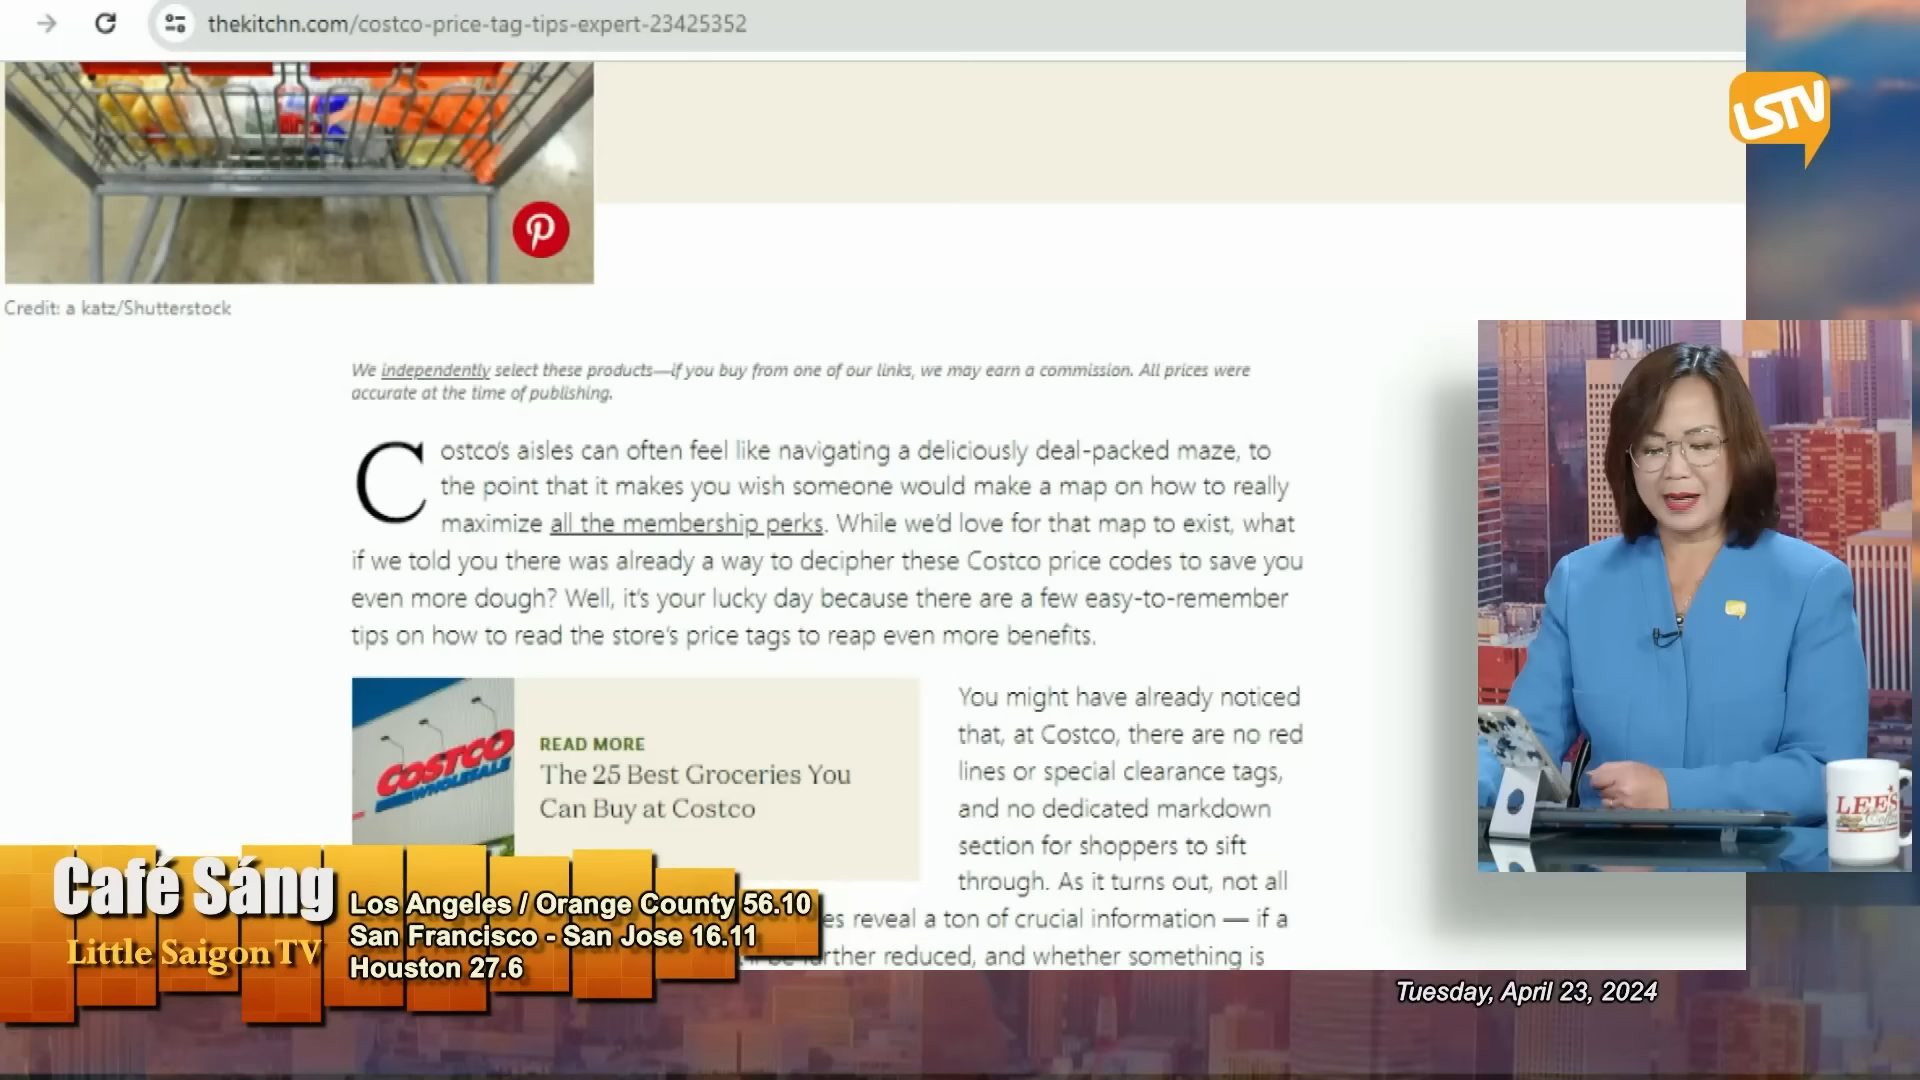 thekitchn.com/costco-price-tag-tips-expert-23425352
LSTV
Credit: a katz/Shutterstock
We independently select these products—if you buy from one of our links, we may earn a commission. All prices were
accurate at the time of publishing.
Costco's aisles can often feel like navigating a deliciously deal-packed maze, to
the point that it makes you wish someone would make a map on how to really
maximize all the membership perks. While we'd love for that map to exist, what
if we told you there was already a way to decipher these Costco price codes to save you
even more dough? Well, it's your lucky day because there are a few easy-to-remember
tips on how to read the store's price tags to reap even more benefits.
COSTCO
WHOLESALE
READ MORE
The 25 Best Groceries You
Can Buy at Costco
You might have already noticed
that, at Costco, there are no red
lines or special clearance tags,
and no dedicated markdown
section for shoppers to sift
through. As it turns out, not all
reveal a ton of crucial information — if a
further reduced, and whether something is
LEE'S
Café Sáng
Little Saigon TV
Los Angeles / Orange County 56.10
San Francisco - San Jose 16.11
Houston 27.6
Tuesday, April 23, 2024